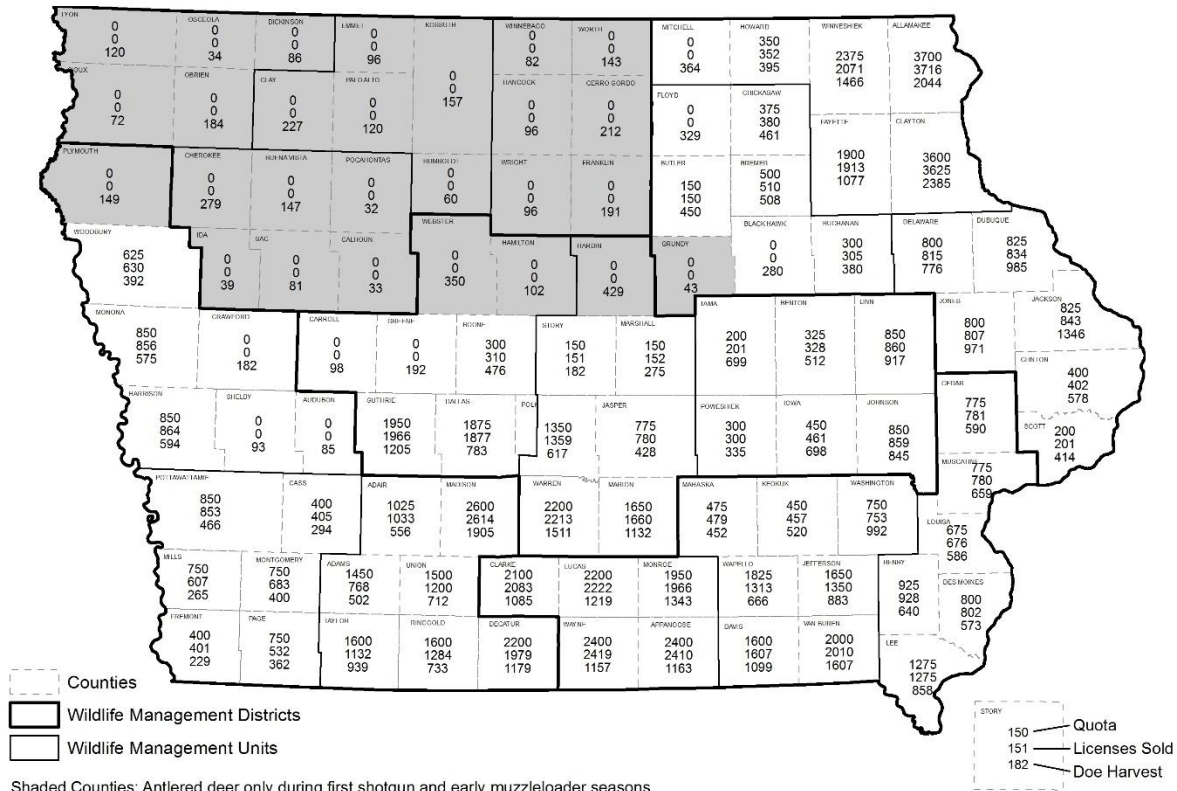 LYON
0
0
120
OSCEOLA
0
0
34
DICKINSON
0
0
86
EMMET
0
0
96
KOSSUTH
0
0
157
WINNEBAGO
0
0
82
WORTH
0
0
143
MITCHELL
0
0
364
HOWARD
350
352
395
WINNESHIEK
2375
2071
1466
ALLAMAKEE
3700
3716
2044
SIOUX
0
0
72
OBRIEN
0
0
184
CLAY
0
0
227
PALO ALTO
0
0
120
HANCOCK
0
0
96
CERRO GORDO
0
0
212
FLOYD
0
0
329
CHICKASAW
375
380
461
FAYETTE
1900
1913
1077
CLAYTON
3600
3625
2385
PLYMOUTH
0
0
149
CHEROKEE
0
0
279
BUENA VISTA
0
0
147
POCAHONTAS
0
0
32
HUMBOLDT
0
0
60
WRIGHT
0
0
96
FRANKLIN
0
0
191
BUTLER
150
150
450
BREMER
500
510
508
WOODBURY
625
630
392
IDA
0
0
39
SAC
0
0
81
CALHOUN
0
0
33
WEBSTER
0
0
350
HAMILTON
0
0
102
HARDIN
0
0
429
GRUNDY
0
0
43
BLACK HAWK
0
0
280
BUCHANAN
300
305
380
DELAWARE
800
815
776
DUBUQUE
825
834
985
MONONA
850
856
575
CRAWFORD
0
0
182
CARROLL
0
0
98
GREENE
0
0
192
BOONE
300
310
476
STORY
150
151
182
MARSHALL
150
152
275
TAMA
200
201
699
BENTON
325
328
512
LINN
850
860
917
JONES
800
807
971
JACKSON
825
843
1346
CLINTON
400
402
578
HARRISON
850
864
594
SHELBY
0
0
93
AUDUBON
0
0
85
GUTHRIE
1950
1966
1205
DALLAS
1875
1877
783
POLK
1350
1359
617
JASPER
775
780
428
POWESHIEK
300
300
335
IOWA
450
461
698
JOHNSON
850
859
845
CEDAR
775
781
590
SCOTT
200
201
414
MUSCATINE
775
780
659
POTTAWATTAMIE
850
853
466
CASS
400
405
294
ADAIR
1025
1033
556
MADISON
2600
2614
1905
WARREN
2200
2213
1511
MARION
1650
1660
1132
MAHASKA
475
479
452
KEOKUK
450
457
520
WASHINGTON
750
753
992
LOUISA
675
676
586
MILLS
750
607
265
MONTGOMERY
750
683
400
ADAMS
1450
768
502
UNION
1500
1200
712
CLARKE
2100
2083
1085
LUCAS
2200
2222
1219
MONROE
1950
1966
1343
WAPELLO
1825
1313
666
JEFFERSON
1650
1350
883
HENRY
925
928
640
DES MOINES
800
802
573
FREMONT
400
401
229
PAGE
750
532
362
TAYLOR
1600
1132
939
RINGGOLD
1600
1284
733
DECATUR
2200
1979
1179
WAYNE
2400
2419
1157
APPANOOSE
2400
2410
1163
DAVIS
1600
1607
1099
VAN BUREN
2000
2010
1607
LEE
1275
1275
858
Counties
Wildlife Management Districts
Wildlife Management Units
STORY
150 Quota
151 Licenses Sold
182 Doe Harvest
Shaded Counties: Antlered deer only during first shotgun and early muzzleloader seasons